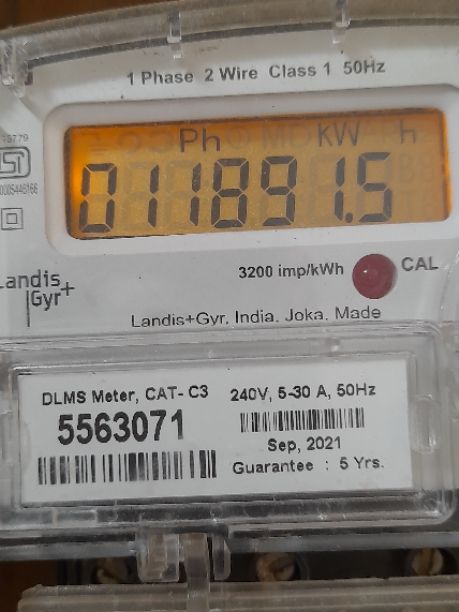 1 Phase 2 Wire Class 1 50Hz
Ph KW h
011891.5
3200 imp/kWh CAL
Landis
Gyr+
Landis+Gyr, India. Joka. Made
DLMS Meter, CAT- C3
5563071
240V, 5-30 A, 50Hz
Sep, 2021
Guarantee : 5 Yrs.